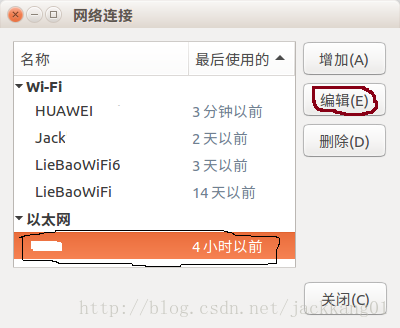 网络连接
名称 最后使用的
Wi-Fi
HUAWEI 3 分钟以前
Jack 2 天以前
LieBaoWiFi6 3 天以前
LieBaoWiFi 14 天以前
以太网
4 小时以前
增加(A)
编辑(E)
删除(D)
关闭(C)
http://blog.csdn.net/jackkang01